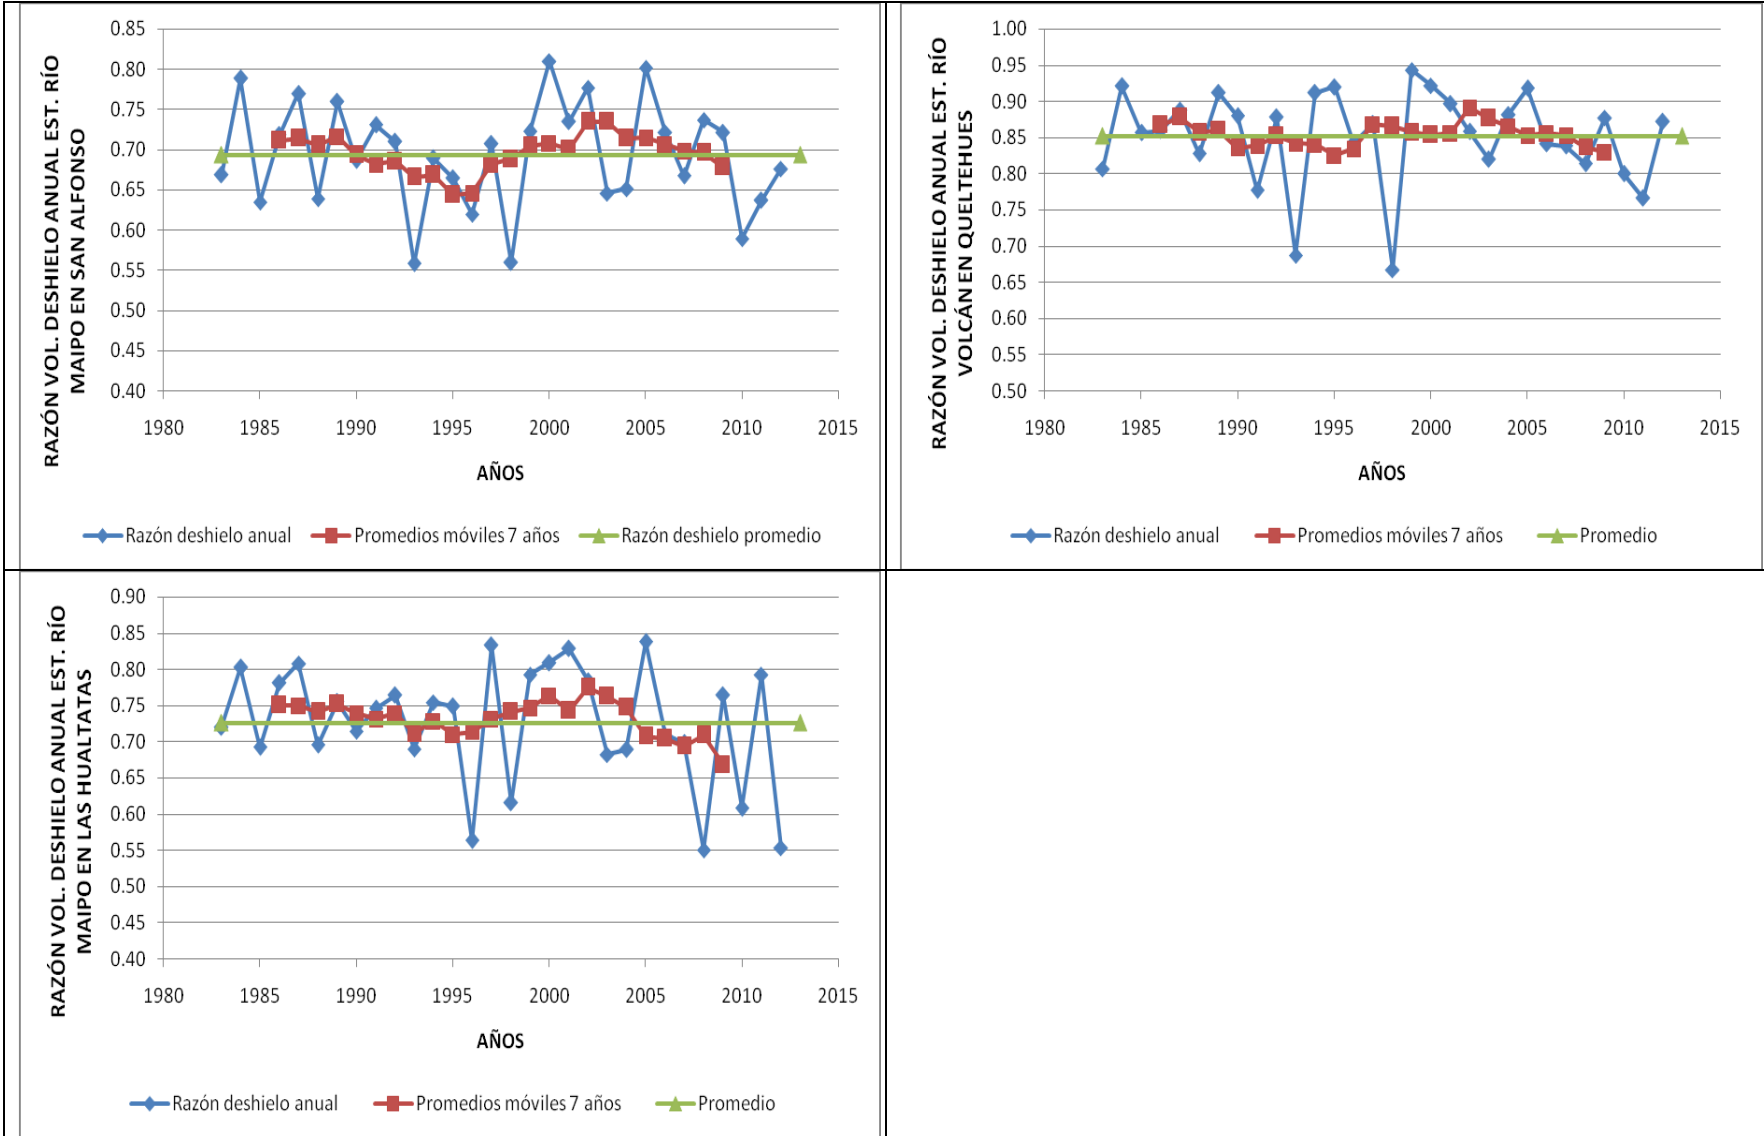 RAZÓN VOL. DESHIELO ANUAL EST. RÍO
MAIPO EN SAN ALFONSO
0.85
0.80
0.75
0.70
0.65
0.60
0.55
0.50
0.45
0.40
1980 1985 1990 1995 2000 2005 2010 2015
AÑOS
Razón deshielo anual Promedios móviles 7 años Razón deshielo promedio
RAZÓN VOL. DESHIELO ANUAL EST. RÍO
VOLCÁN EN QUELTEHUES
1.00
0.95
0.90
0.85
0.80
0.75
0.70
0.65
0.60
0.55
0.50
1980 1985 1990 1995 2000 2005 2010 2015
AÑOS
Razón deshielo anual Promedios móviles 7 años Promedio
RAZÓN VOL. DESHIELO ANUAL EST. RÍO
MAIPO EN LAS HUALTATAS
0.90
0.85
0.80
0.75
0.70
0.65
0.60
0.55
0.50
0.45
0.40
1980 1985 1990 1995 2000 2005 2010 2015
AÑOS
Razón deshielo anual Promedios móviles 7 años Promedio